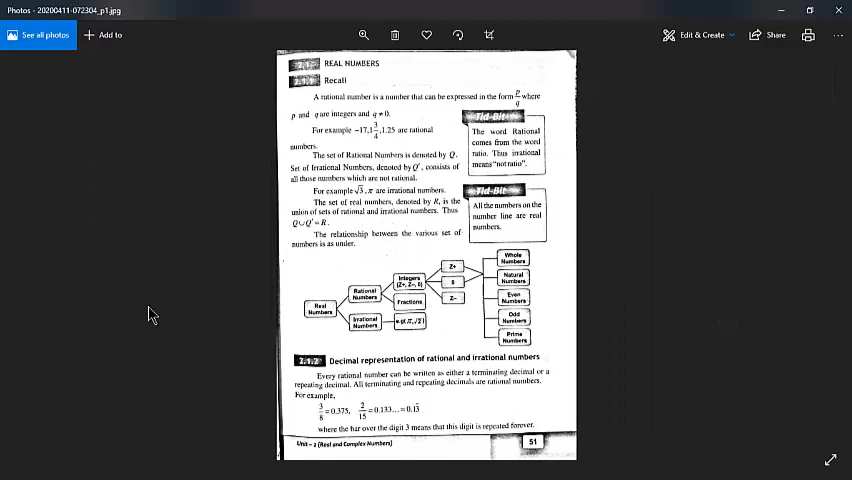 Photos - 20200411-072304_p1.jpg
See all photos
Add to
Edit & Create
Share
2.1 REAL NUMBERS
2.1.1 Recall
A rational number is a number that can be expressed in the form p/q where
p and q are integers and q ≠ 0.
For example −17, 1 3/4, 1.25 are rational
numbers.
The set of Rational Numbers is denoted by Q.
Set of Irrational Numbers, denoted by Q′, consists of
all those numbers which are not rational.
For example √3, π are irrational numbers.
The set of real numbers, denoted by R, is the
union of sets of rational and irrational numbers. Thus
Q∪Q′=R.
The relationship between the various set of
numbers is as under.
Tid-Bit
The word Rational
comes from the word
ratio. Thus irrational
means "not ratio".
Tid-Bit
All the numbers on the
number line are real
numbers.
Real
Numbers
Rational
Numbers
Irrational
Numbers
Integers
(Z+, Z−, 0)
Fractions
Z+
0
Z−
Whole
Numbers
Natural
Numbers
Even
Numbers
Odd
Numbers
Prime
Numbers
2.1.2 Decimal representation of rational and irrational numbers
Every rational number can be written as either a terminating decimal or a
repeating decimal. All terminating and repeating decimals are rational numbers.
For example,
3/8 = 0.375, 2/15 = 0.133... = 0.13̄
where the bar over the digit 3 means that this digit is repeated forever.
Unit – 2 (Real and Complex Numbers)
51